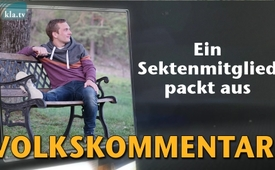 kla.tv
Ein
Sektenmitglied
packt aus
VOLKSKOMMENTAR